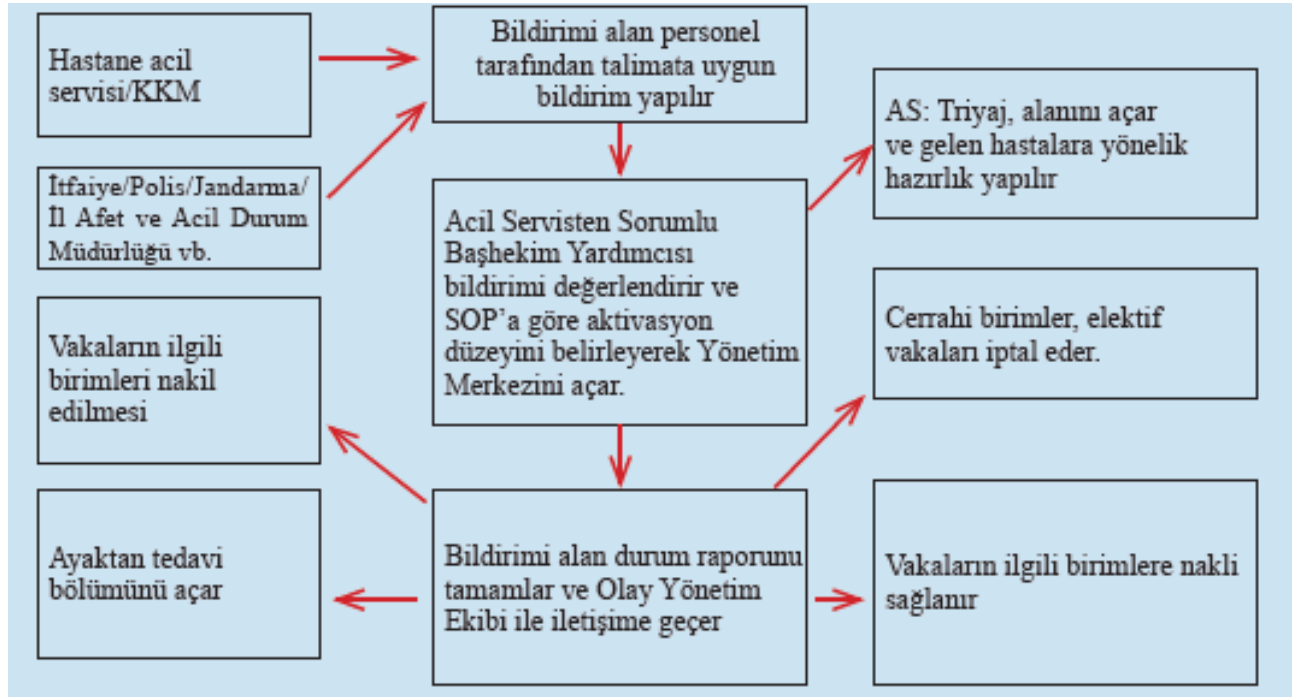 Hastane acil
servisi/KKM
Bildirimi alan personel
tarafından talimata uygun
bildirim yapılır
AS: Triyaj, alanını açar
ve gelen hastalara yönelik
hazırlık yapılır
İtfaiye/Polis/Jandarma/
İl Afet ve Acil Durum
Müdürlüğü vb.
Acil Servisten Sorumlu
Başhekim Yardımcısı
bildirimi değerlendirir ve
SOP’a göre aktivasyon
düzeyini belirleyerek Yönetim
Merkezini açar.
Cerrahi birimler, elektif
vakaları iptal eder.
Vakaların ilgili
birimleri nakil
edilmesi
Ayaktan tedavi
bölümünü açar
Bildirimi alan durum raporunu
tamamlar ve Olay Yönetim
Ekibi ile iletişime geçer
Vakaların ilgili birimlere nakli
sağlanır